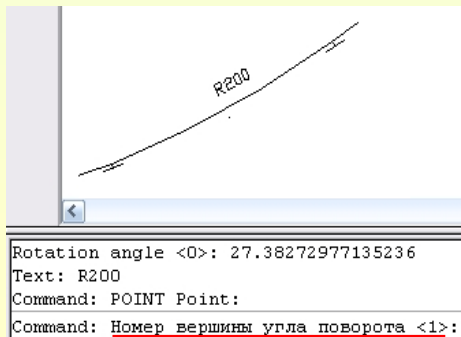 R200
Rotation angle <0>: 27.38272977135236
Text: R200
Command: POINT Point:
Command: Номер вершины угла поворота <1>: